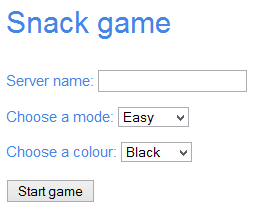 Snack game
Server name:
Choose a mode: Easy
Choose a colour: Black
Start game